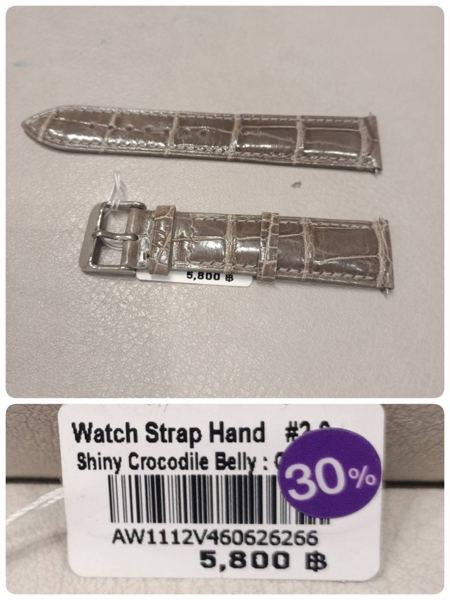 5,800 ฿
Watch Strap Hand
Shiny Crocodile Belly :
30%
AW1112V460626266
5,800 ฿